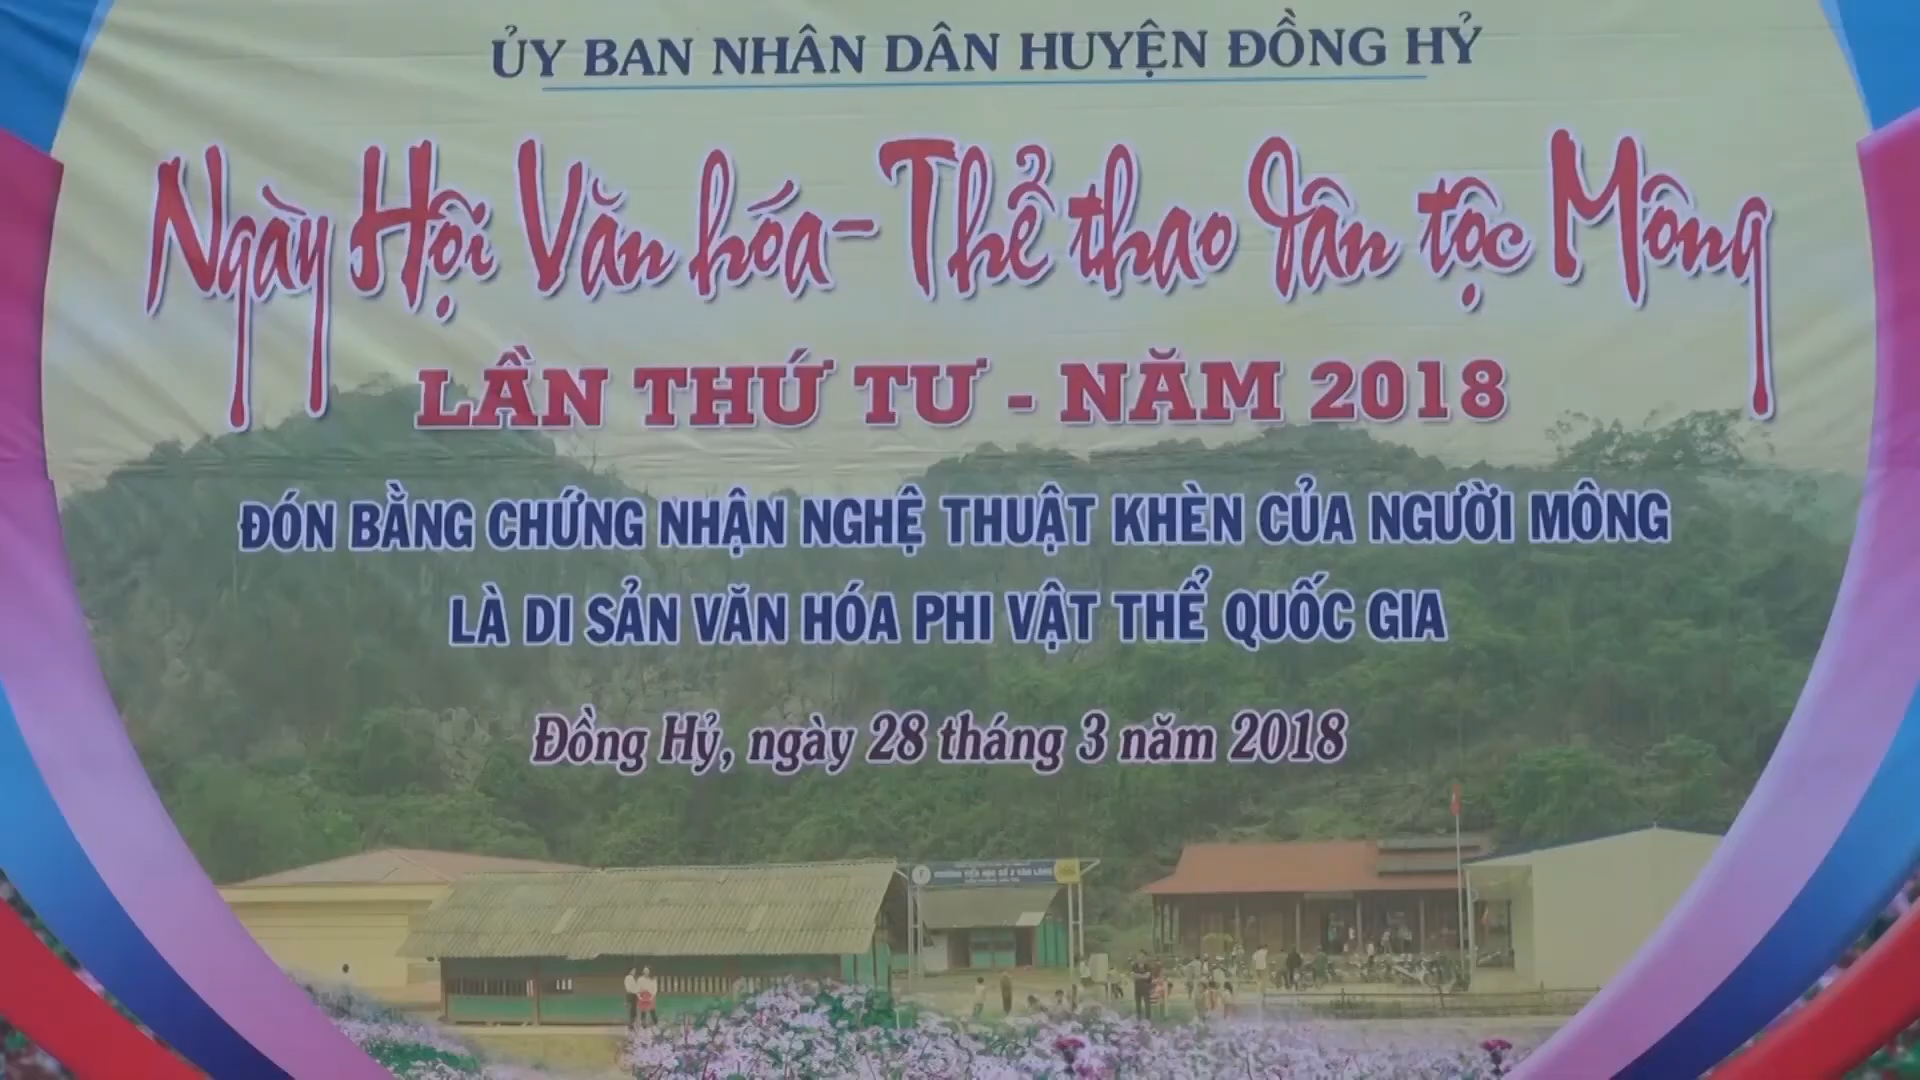 ỦY BAN NHÂN DÂN HUYỆN ĐỒNG HỶ
Ngày Hội Văn hóa - Thể thao dân tộc Mông
LẦN THỨ TƯ - NĂM 2018
ĐÓN BẰNG CHỨNG NHẬN NGHỆ THUẬT KHÈN CỦA NGƯỜI MÔNG
LÀ DI SẢN VĂN HÓA PHI VẬT THỂ QUỐC GIA
Đồng Hỷ, ngày 28 tháng 3 năm 2018